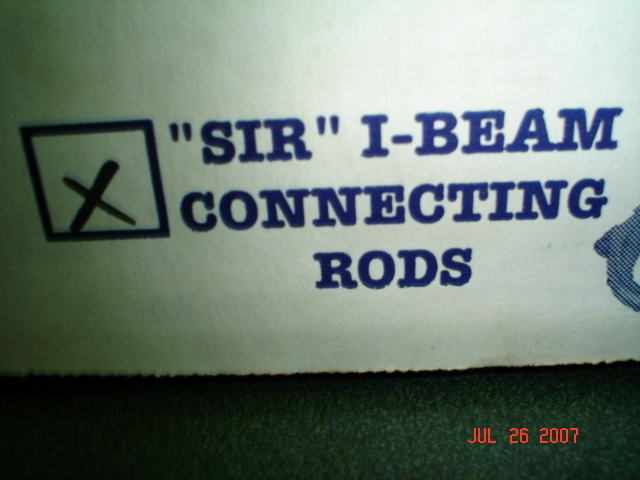 "SIR" I-BEAM
CONNECTING
RODS
JUL 26 2007